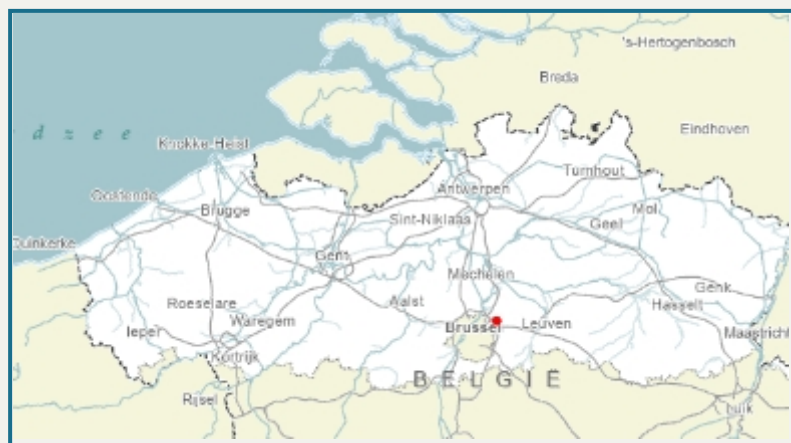 's-Hertogenbosch
Breda
Eindhoven
d z e e
Knokke-Heist
Turnhout
Oostende
Antwerpen
Mol
Brugge
Sint-Niklaas
Geel
Duinkerke
Gent
Mechelen
Genk
Roeselare
Aalst
Hasselt
Waregem
Brussel
Leuven
Ieper
Maastricht
Kortrijk
BELGIË
Rijsel
Luik